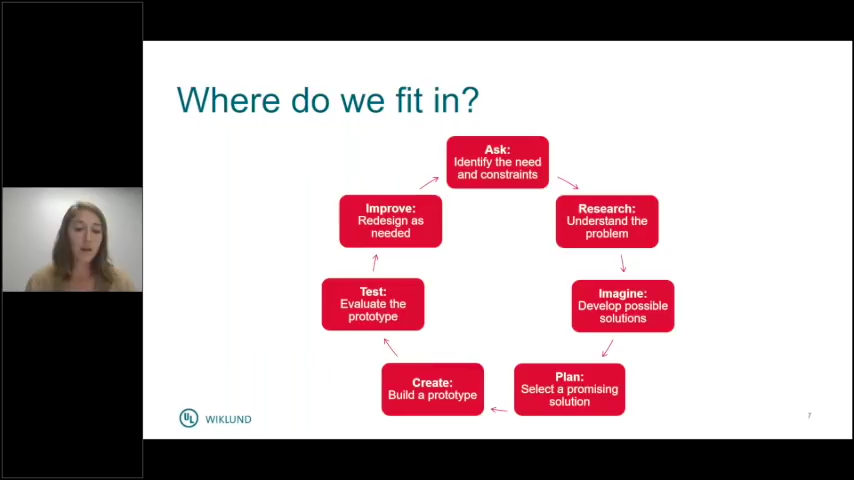 Where do we fit in?
Ask:
Identify the need
and constraints
Research:
Understand the
problem
Imagine:
Develop possible
solutions
Plan:
Select a promising
solution
Create:
Build a prototype
Test:
Evaluate the
prototype
Improve:
Redesign as
needed
UL WIKLUND
7